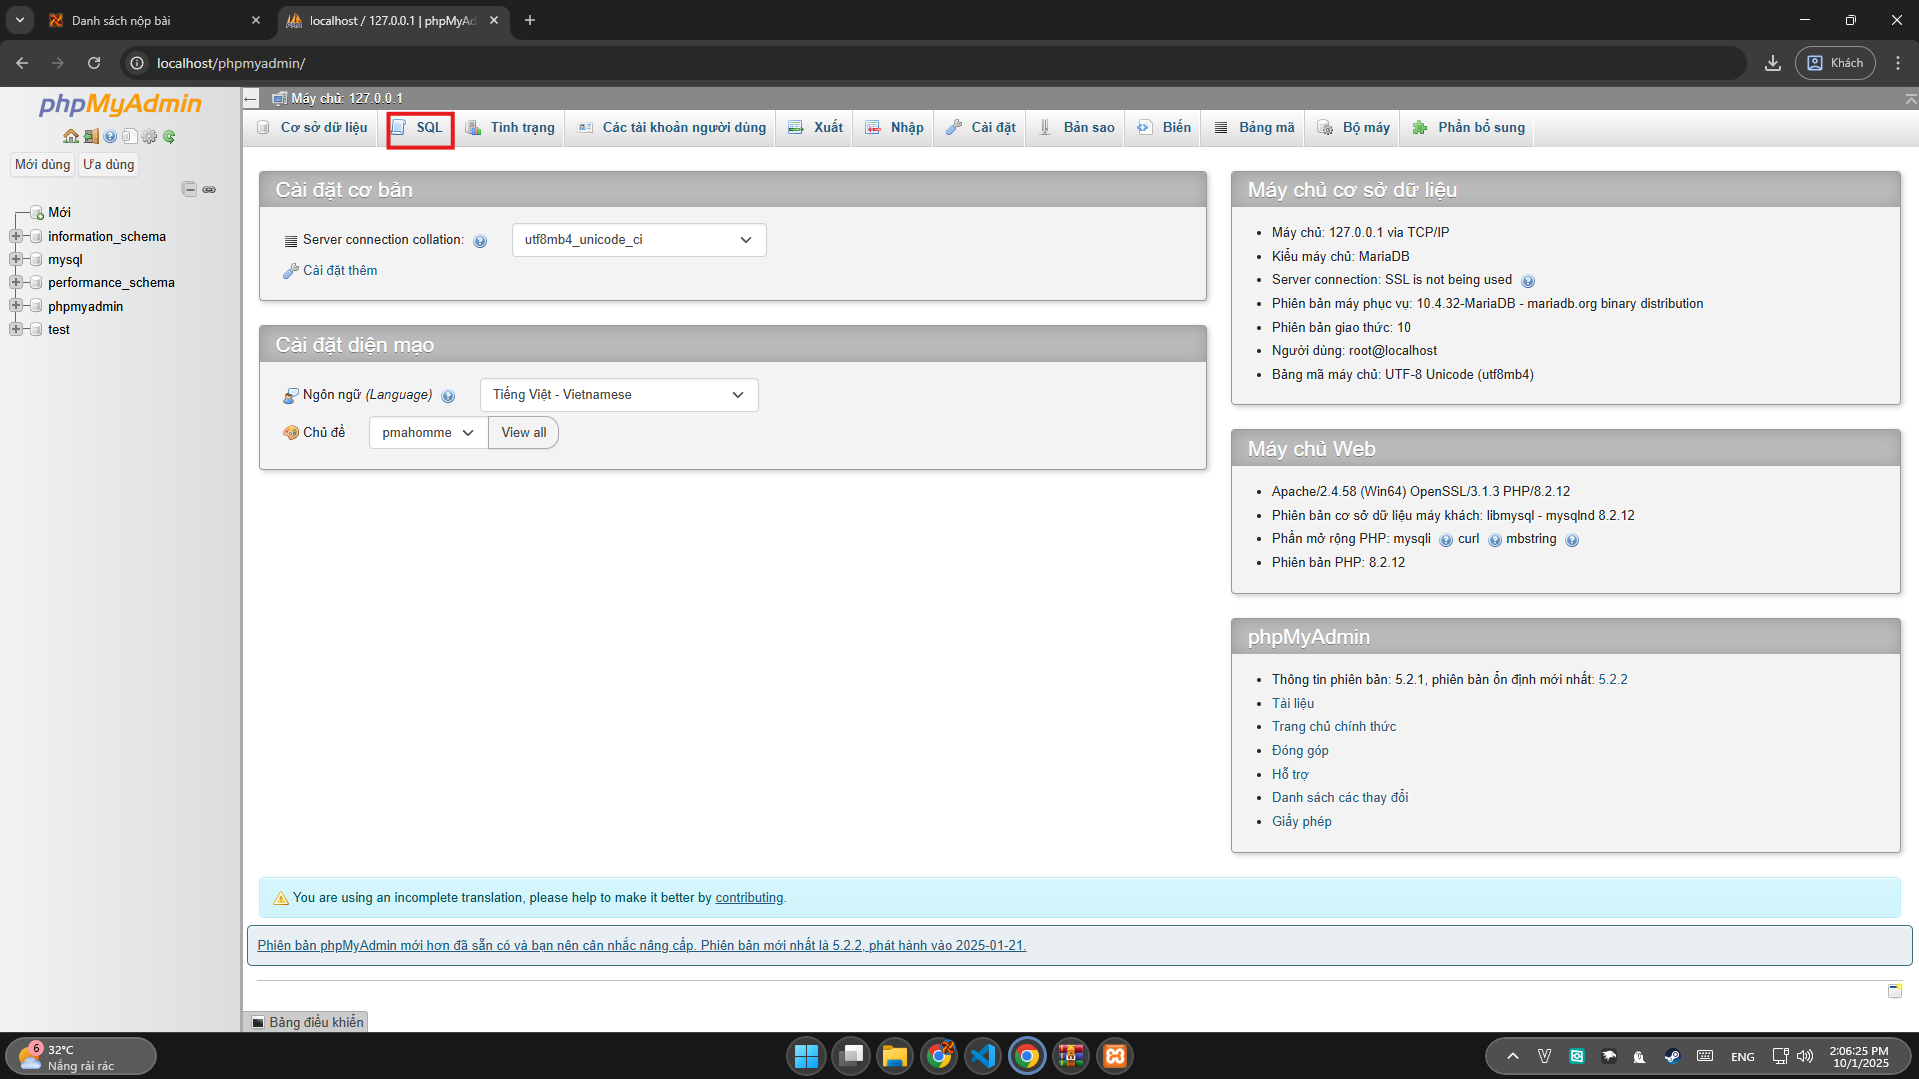 Danh sách nộp bài
localhost / 127.0.0.1 | phpMyAd
localhost/phpmyadmin/
Khách
phpMyAdmin
Mới dùng
Ưa dùng
Mới
information_schema
mysql
performance_schema
phpmyadmin
test
Máy chủ: 127.0.0.1
Cơ sở dữ liệu
SQL
Tình trạng
Các tài khoản người dùng
Xuất
Nhập
Cài đặt
Bản sao
Biến
Bảng mã
Bộ máy
Phần bổ sung
Cài đặt cơ bản
Server connection collation:
utf8mb4_unicode_ci
Cài đặt thêm
Cài đặt diện mạo
Ngôn ngữ (Language)
Tiếng Việt - Vietnamese
Chủ đề
pmahomme
View all
Máy chủ cơ sở dữ liệu
Máy chủ: 127.0.0.1 via TCP/IP
Kiểu máy chủ: MariaDB
Server connection: SSL is not being used
Phiên bản máy phục vụ: 10.4.32-MariaDB - mariadb.org binary distribution
Phiên bản giao thức: 10
Người dùng: root@localhost
Bảng mã máy chủ: UTF-8 Unicode (utf8mb4)
Máy chủ Web
Apache/2.4.58 (Win64) OpenSSL/3.1.3 PHP/8.2.12
Phiên bản cơ sở dữ liệu máy khách: libmysql - mysqlnd 8.2.12
Phần mở rộng PHP: mysqli curl mbstring
Phiên bản PHP: 8.2.12
phpMyAdmin
Thông tin phiên bản: 5.2.1, phiên bản ổn định mới nhất: 5.2.2
Tài liệu
Trang chủ chính thức
Đóng góp
Hỗ trợ
Danh sách các thay đổi
Giấy phép
You are using an incomplete translation, please help to make it better by contributing.
Phiên bản phpMyAdmin mới hơn đã sẵn có và bạn nên cân nhắc nâng cấp. Phiên bản mới nhất là 5.2.2, phát hành vào 2025-01-21.
Bảng điều khiển
6
32°C
Nắng rải rác
ENG
2:06:25 PM
10/1/2025